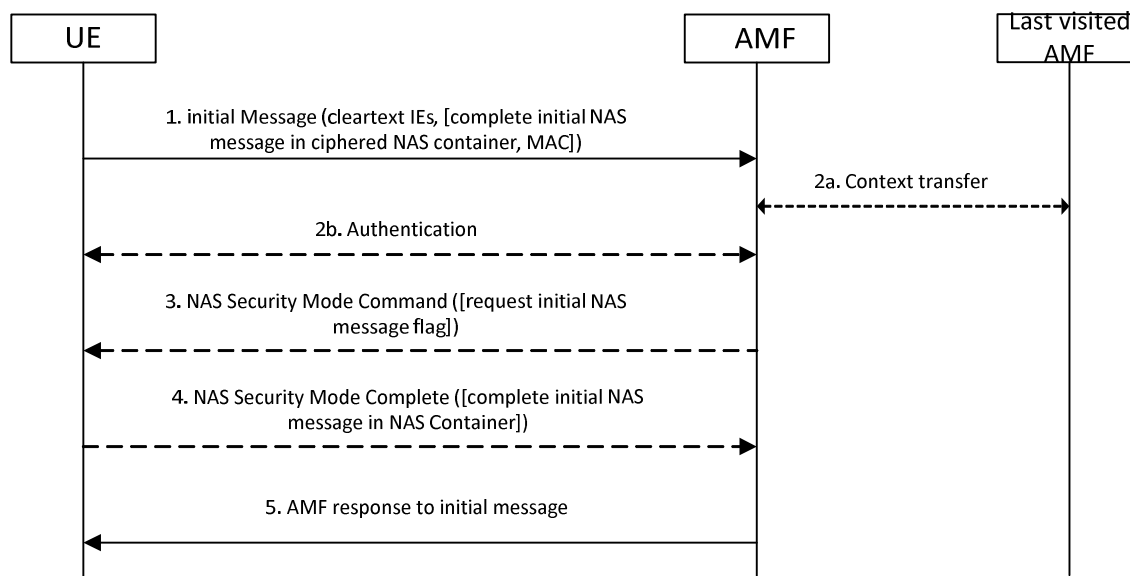 UE
AMF
Last visited
AMF
1. initial Message (cleartext IEs, [complete initial NAS
message in ciphered NAS container, MAC])
2a. Context transfer
2b. Authentication
3. NAS Security Mode Command ([request initial NAS
message flag])
4. NAS Security Mode Complete ([complete initial NAS
message in NAS Container])
5. AMF response to initial message